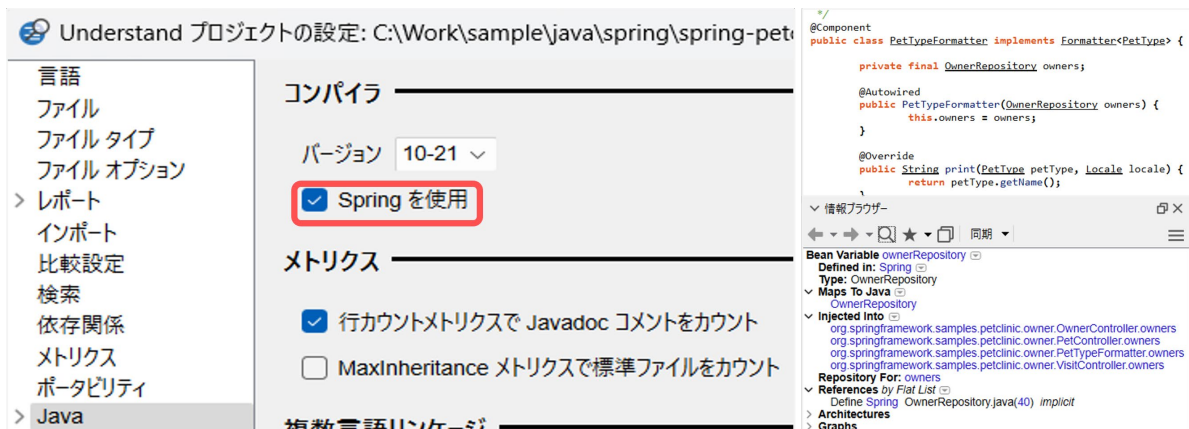 Understand プロジェクトの設定: C:\Work\sample\java\spring\spring-petc
言語
ファイル
ファイル タイプ
ファイル オプション
レポート
インポート
比較設定
検索
依存関係
メトリクス
ポータビリティ
Java
コンパイラ
バージョン 10-21
Spring を使用
メトリクス
行カウントメトリクスで Javadoc コメントをカウント
MaxInheritance メトリクスで標準ファイルをカウント
複数言語リンケージ
*/
@Component
public class PetTypeFormatter implements Formatter<PetType> {
private final OwnerRepository owners;
@Autowired
public PetTypeFormatter(OwnerRepository owners) {
this.owners = owners;
}
@Override
public String print(PetType petType, Locale locale) {
return petType.getName();
}
情報ブラウザー
同期
Bean Variable ownerRepository
Defined in: Spring
Type: OwnerRepository
Maps To Java
OwnerRepository
Injected Into
org.springframework.samples.petclinic.owner.OwnerController.owners
org.springframework.samples.petclinic.owner.PetController.owners
org.springframework.samples.petclinic.owner.PetTypeFormatter.owners
org.springframework.samples.petclinic.owner.VisitController.owners
Repository For: owners
References by Flat List
Define Spring OwnerRepository.java(40) implicit
Architectures
Graphs